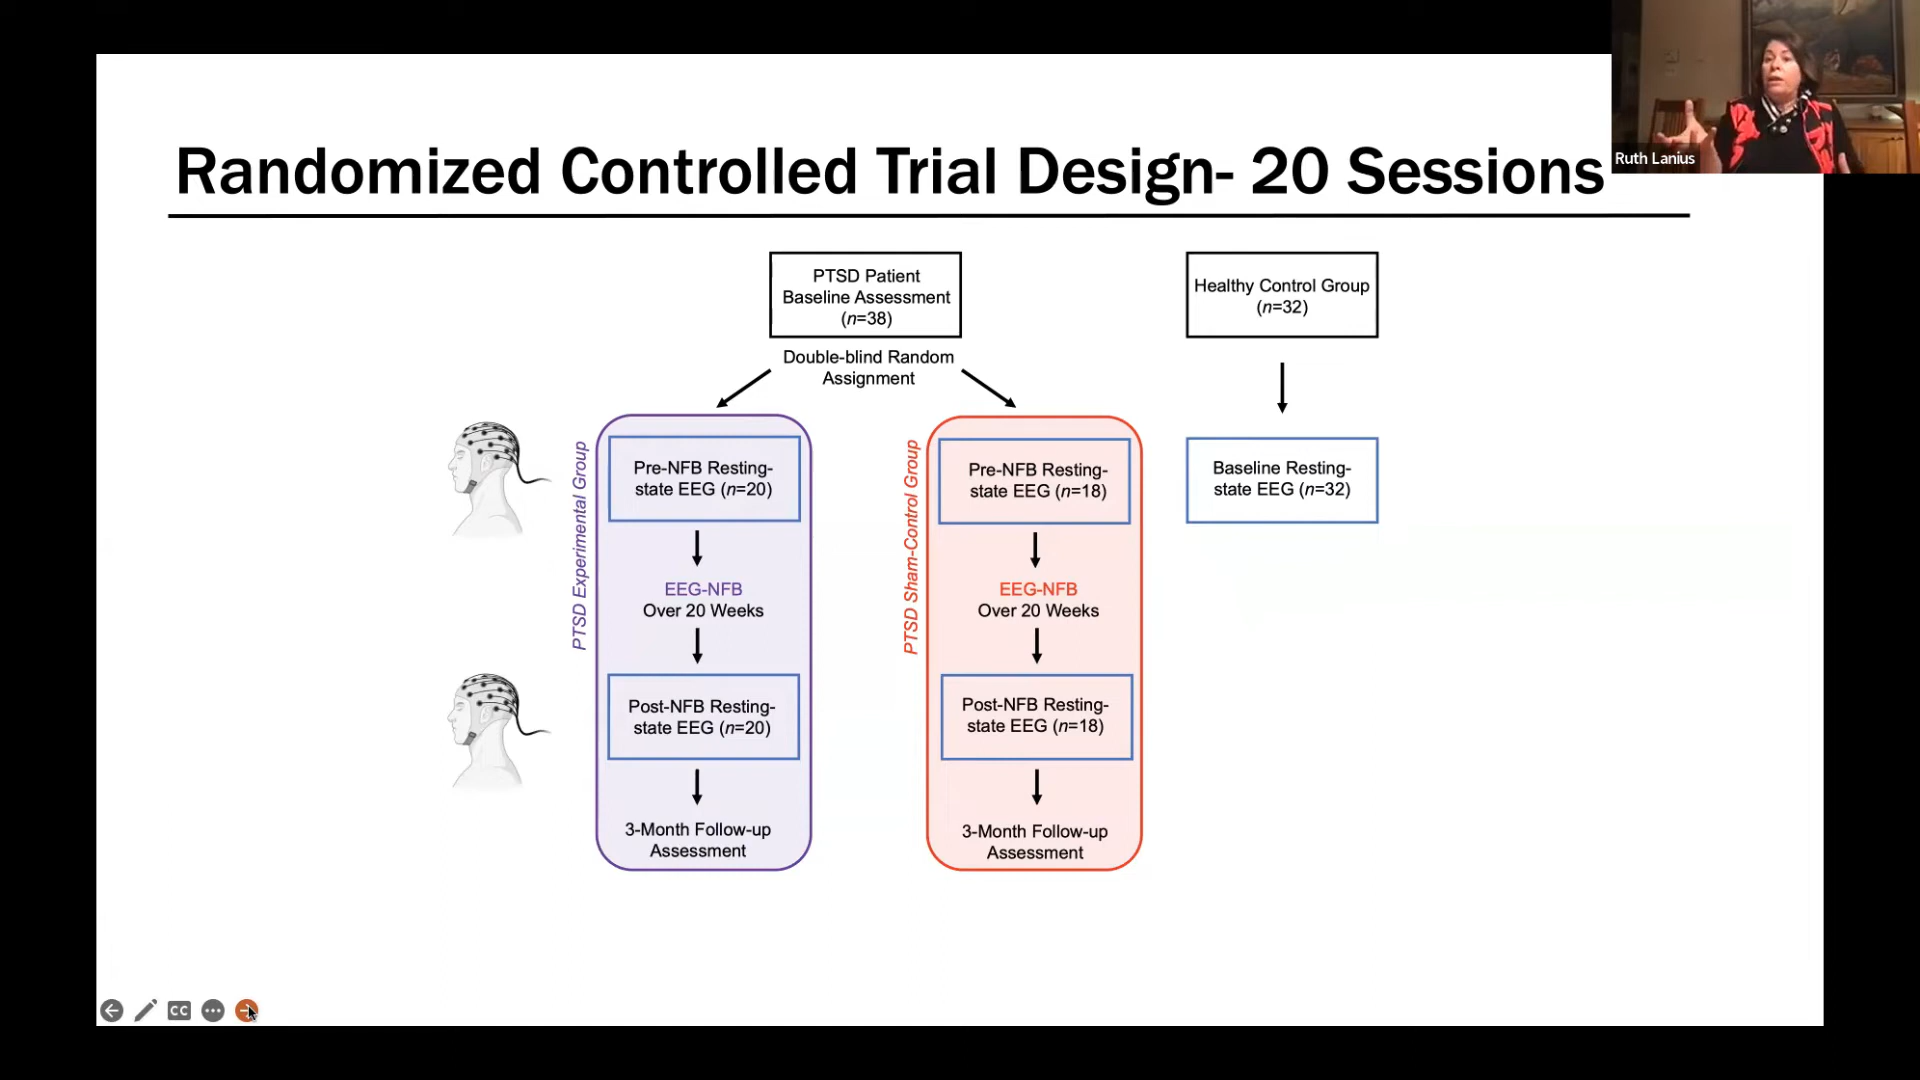 Ruth Lanius
Randomized Controlled Trial Design- 20 Sessions
PTSD Patient
Baseline Assessment
(n=38)
Healthy Control Group
(n=32)
Double-blind Random
Assignment
PTSD Experimental Group
Pre-NFB Resting-
state EEG (n=20)
EEG-NFB
Over 20 Weeks
Post-NFB Resting-
state EEG (n=20)
3-Month Follow-up
Assessment
PTSD Sham-Control Group
Pre-NFB Resting-
state EEG (n=18)
EEG-NFB
Over 20 Weeks
Post-NFB Resting-
state EEG (n=18)
3-Month Follow-up
Assessment
Baseline Resting-
state EEG (n=32)
CC